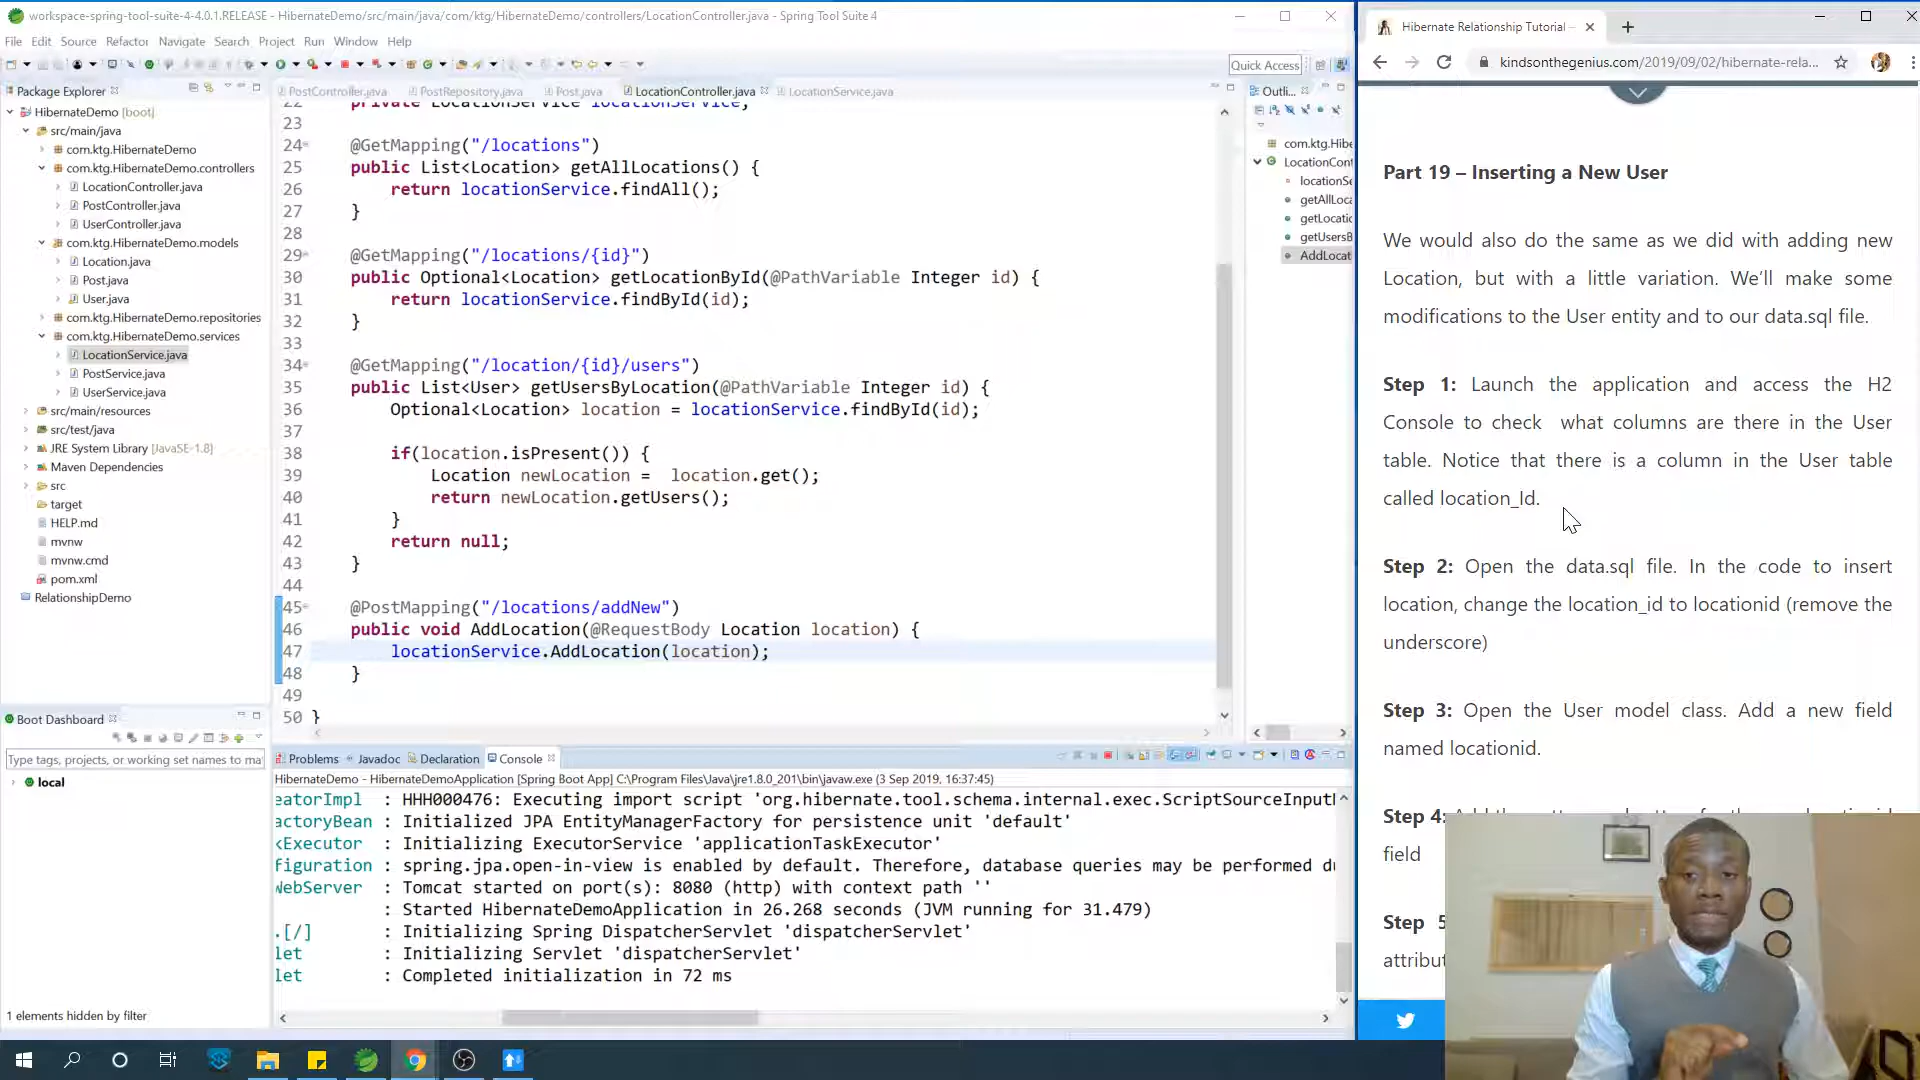 workspace-spring-tool-suite-4-4.0.1.RELEASE - HibernateDemo/src/main/java/com/ktg/HibernateDemo/controllers/LocationController.java - Spring Tool Suite 4
File Edit Source Refactor Navigate Search Project Run Window Help
Quick Access
Package Explorer
HibernateDemo [boot]
src/main/java
com.ktg.HibernateDemo
com.ktg.HibernateDemo.controllers
LocationController.java
PostController.java
UserController.java
com.ktg.HibernateDemo.models
Location.java
Post.java
User.java
com.ktg.HibernateDemo.repositories
com.ktg.HibernateDemo.services
LocationService.java
PostService.java
UserService.java
src/main/resources
src/test/java
JRE System Library [JavaSE-1.8]
Maven Dependencies
src
target
HELP.md
mvnw
mvnw.cmd
pom.xml
RelationshipDemo
Boot Dashboard
Type tags, projects, or working set names to ma
local
1 elements hidden by filter
PostController.java PostRepository.java Post.java LocationController.java LocationService.java
22 private LocationService locationService;
23
24 @GetMapping("/locations")
25 public List<Location> getAllLocations() {
26 return locationService.findAll();
27 }
28
29 @GetMapping("/locations/{id}")
30 public Optional<Location> getLocationById(@PathVariable Integer id) {
31 return locationService.findById(id);
32 }
33
34 @GetMapping("/location/{id}/users")
35 public List<User> getUsersByLocation(@PathVariable Integer id) {
36 Optional<Location> location = locationService.findById(id);
37
38 if(location.isPresent()) {
39 Location newLocation = location.get();
40 return newLocation.getUsers();
41 }
42 return null;
43 }
44
45 @PostMapping("/locations/addNew")
46 public void AddLocation(@RequestBody Location location) {
47 locationService.AddLocation(location);
48 }
49
50 }
Outli...
com.ktg.Hibe
LocationCont
locationSe
getAllLoca
getLocatio
getUsersB
AddLocat
Problems Javadoc Declaration Console
HibernateDemo - HibernateDemoApplication [Spring Boot App] C:\Program Files\Java\jre1.8.0_201\bin\javaw.exe (3 Sep 2019, 16:37:45)
eatorImpl : HHH000476: Executing import script 'org.hibernate.tool.schema.internal.exec.ScriptSourceInput
actoryBean : Initialized JPA EntityManagerFactory for persistence unit 'default'
kExecutor : Initializing ExecutorService 'applicationTaskExecutor'
figuration : spring.jpa.open-in-view is enabled by default. Therefore, database queries may be performed du
WebServer : Tomcat started on port(s): 8080 (http) with context path ''
: Started HibernateDemoApplication in 26.268 seconds (JVM running for 31.479)
.[/] : Initializing Spring DispatcherServlet 'dispatcherServlet'
let : Initializing Servlet 'dispatcherServlet'
let : Completed initialization in 72 ms
Hibernate Relationship Tutorial –
kindsonthegenius.com/2019/09/02/hibernate-rela...
Part 19 – Inserting a New User
We would also do the same as we did with adding new
Location, but with a little variation. We'll make some
modifications to the User entity and to our data.sql file.
Step 1: Launch the application and access the H2
Console to check what columns are there in the User
table. Notice that there is a column in the User table
called location_Id.
Step 2: Open the data.sql file. In the code to insert
location, change the location_id to locationid (remove the
underscore)
Step 3: Open the User model class. Add a new field
named locationid.
Step 4:
field
Step 5
attribut